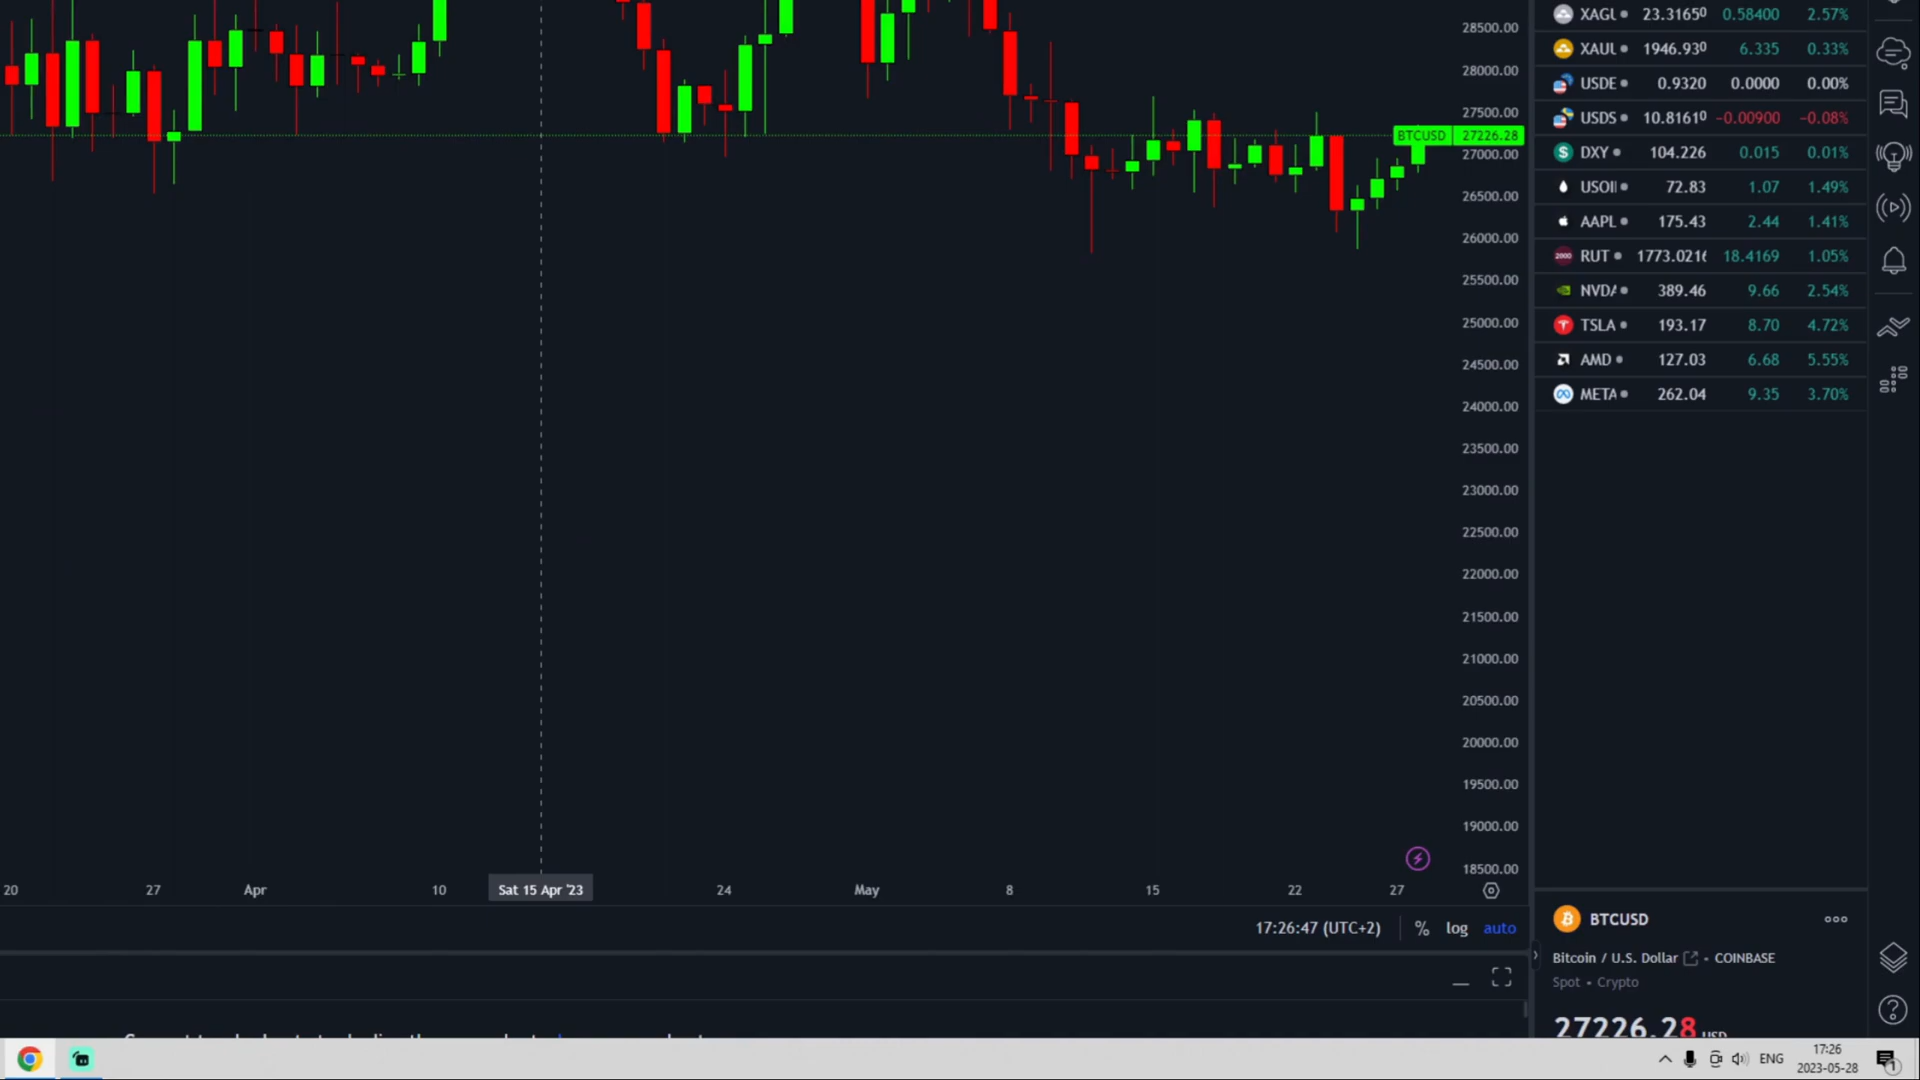 28500.00
28000.00
27500.00
BTCUSD 27226.28
27000.00
26500.00
26000.00
25500.00
25000.00
24500.00
24000.00
23500.00
23000.00
22500.00
22000.00
21500.00
21000.00
20500.00
20000.00
19500.00
19000.00
18500.00
20 27 Apr 10 Sat 15 Apr '23 24 May 8 15 22 27
17:26:47 (UTC+2) % log auto
XAGU 23.3165⁰ 0.58400 2.57%
XAUU 1946.93⁰ 6.335 0.33%
USDE 0.9320 0.0000 0.00%
USDS 10.8161⁰ −0.00900 −0.08%
DXY 104.226 0.015 0.01%
USOI 72.83 1.07 1.49%
AAPL 175.43 2.44 1.41%
2000 RUT 1773.0216 18.4169 1.05%
NVDA 389.46 9.66 2.54%
TSLA 193.17 8.70 4.72%
AMD 127.03 6.68 5.55%
META 262.04 9.35 3.70%
BTCUSD
Bitcoin / U.S. Dollar • COINBASE
Spot • Crypto
27226.28 USD
ENG 17:26
2023-05-28 1